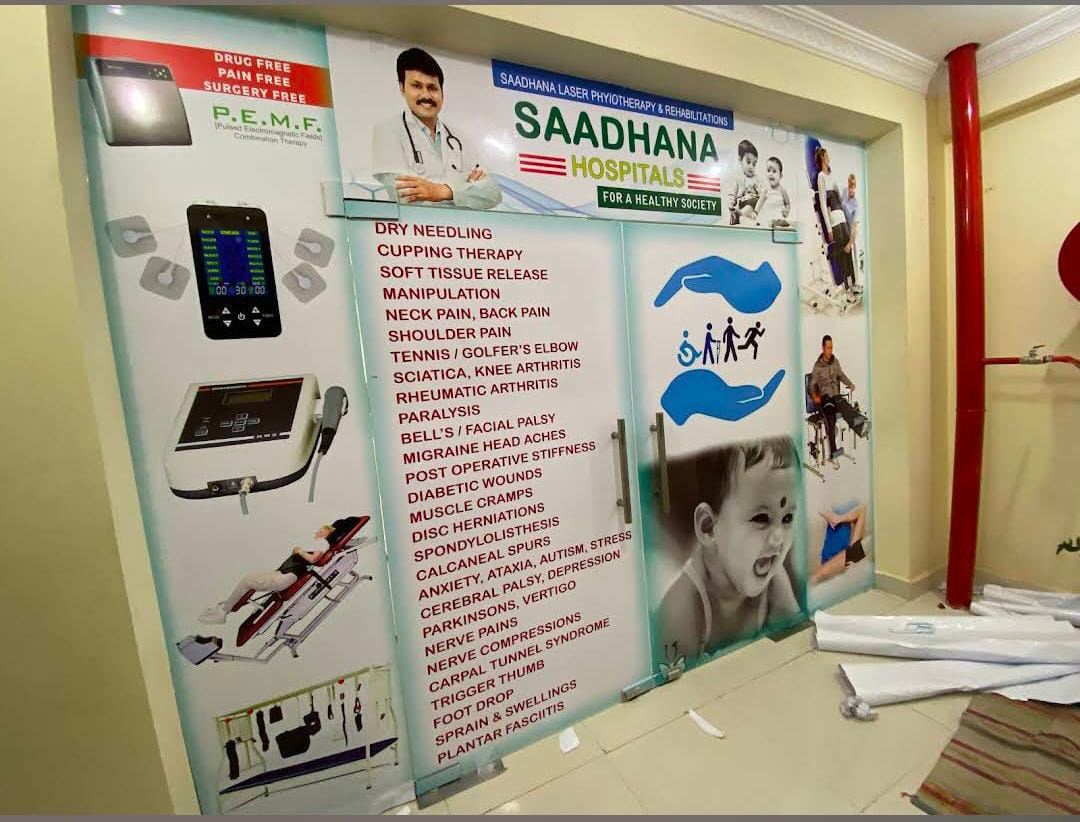 DRUG FREE
PAIN FREE
SURGERY FREE
P.E.M.F.
[Pulsed Electromagnetic Fields]
Combination Therapy
SAADHANA LASER PHYIOTHERAPY & REHABILITATIONS
SAADHANA
HOSPITALS
FOR A HEALTHY SOCIETY
DRY NEEDLING
CUPPING THERAPY
SOFT TISSUE RELEASE
MANIPULATION
NECK PAIN, BACK PAIN
SHOULDER PAIN
TENNIS / GOLFER'S ELBOW
SCIATICA, KNEE ARTHRITIS
RHEUMATIC ARTHRITIS
PARALYSIS
BELL'S / FACIAL PALSY
MIGRAINE HEAD ACHES
POST OPERATIVE STIFFNESS
DIABETIC WOUNDS
MUSCLE CRAMPS
DISC HERNIATIONS
SPONDYLOLISTHESIS
CALCANEAL SPURS
ANXIETY, ATAXIA, AUTISM, STRESS
CEREBRAL PALSY, DEPRESSION
PARKINSONS, VERTIGO
NERVE PAINS
NERVE COMPRESSIONS
CARPAL TUNNEL SYNDROME
TRIGGER THUMB
FOOT DROP
SPRAIN & SWELLINGS
PLANTAR FASCIITIS